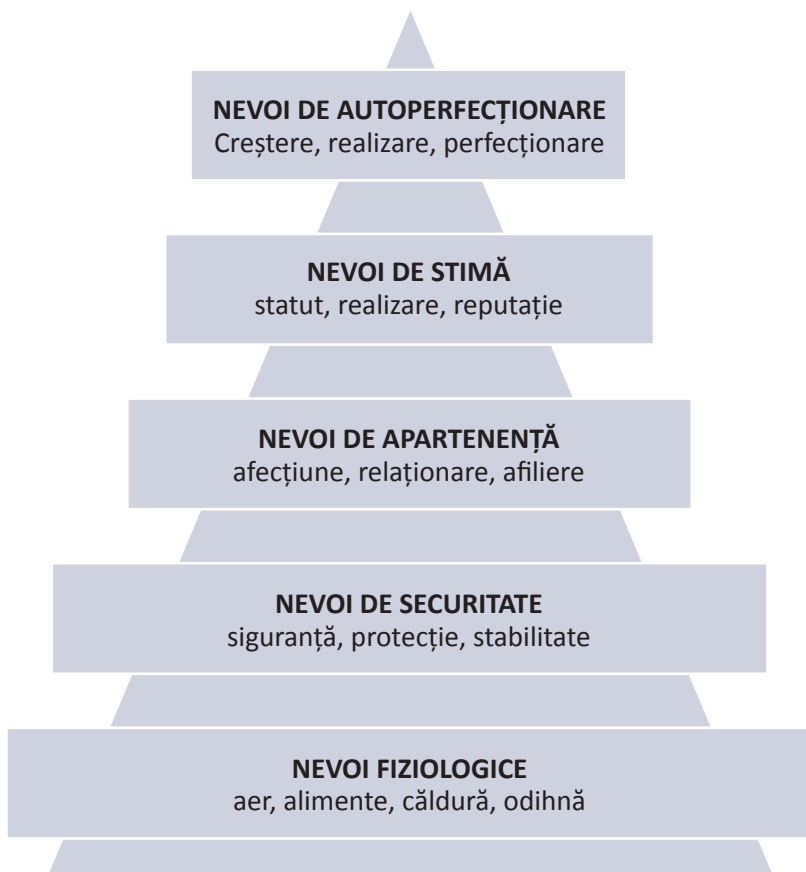 NEVOI DE AUTOPERFECȚIONARE
Creștere, realizare, perfecționare
NEVOI DE STIMĂ
statut, realizare, reputație
NEVOI DE APARTENENȚĂ
afecțiune, relaționare, afiliere
NEVOI DE SECURITATE
siguranță, protecție, stabilitate
NEVOI FIZIOLOGICE
aer, alimente, căldură, odihnă